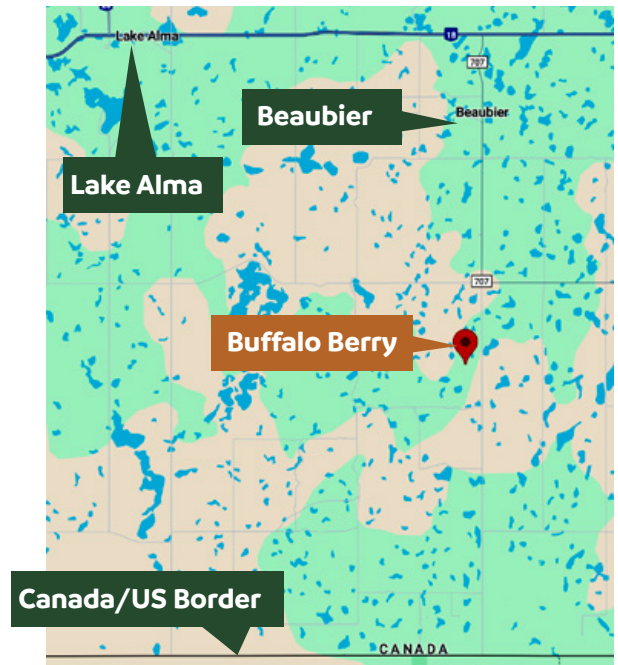 Lake Alma
18
707
Beaubier
Beaubier
Lake Alma
707
Buffalo Berry
Canada/US Border
CANADA